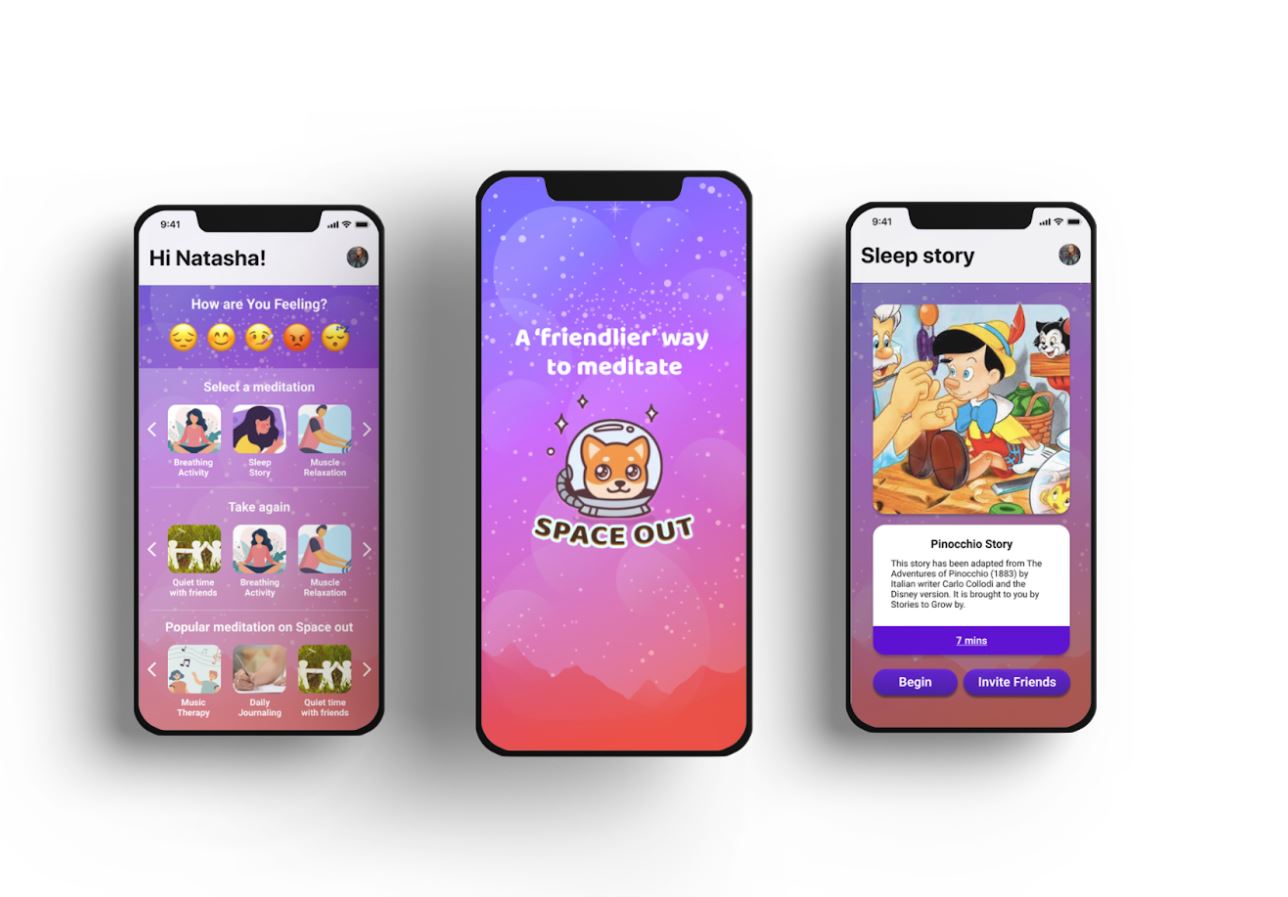 9:41
Hi Natasha!
How are You Feeling?
Select a meditation
Breathing
Activity
Sleep
Story
Muscle
Relaxation
Take again
Quiet time
with friends
Breathing
Activity
Muscle
Relaxation
Popular meditation on Space out
Music
Therapy
Daily
Journaling
Quiet time
with friends
A ‘friendlier’ way
to meditate
SPACE OUT
9:41
Sleep story
Pinocchio Story
This story has been adapted from The
Adventures of Pinocchio (1883) by
Italian writer Carlo Collodi and the
Disney version. It is brought to you by
Stories to Grow by.
7 mins
Begin
Invite Friends